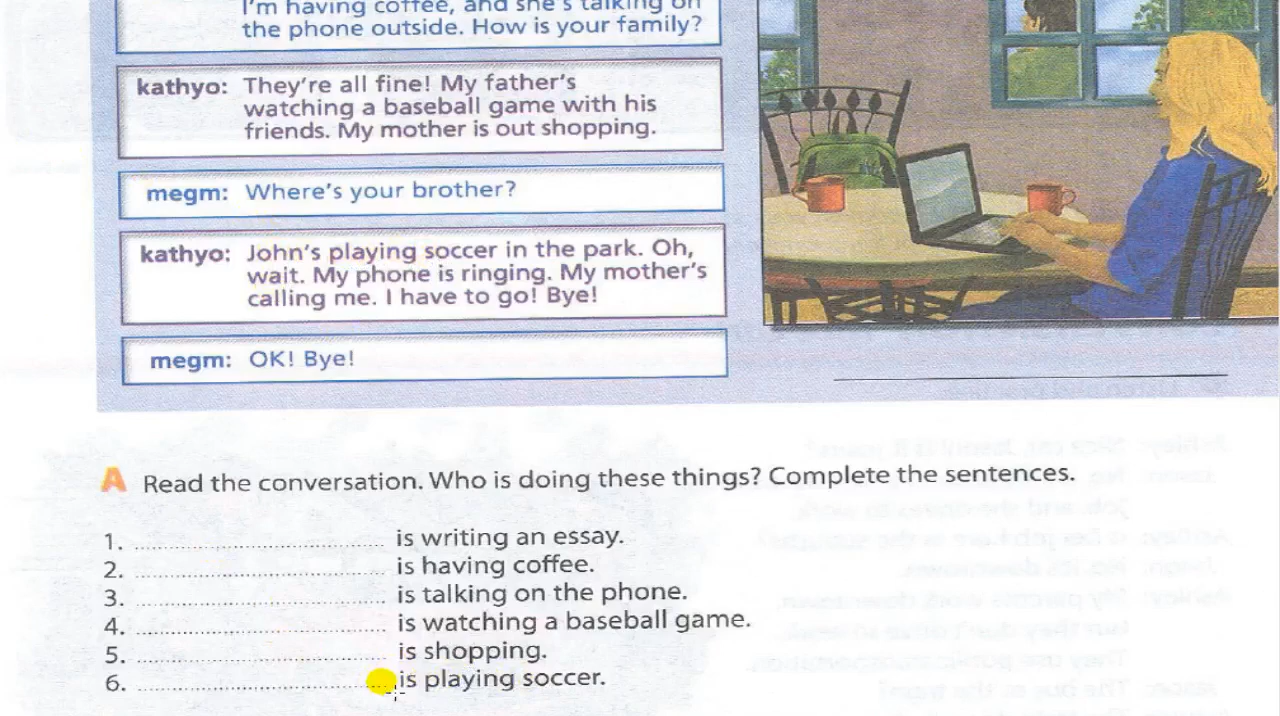 I'm having coffee, and she's talking on
the phone outside. How is your family?
kathyo: They're all fine! My father's
watching a baseball game with his
friends. My mother is out shopping.
megm: Where's your brother?
kathyo: John's playing soccer in the park. Oh,
wait. My phone is ringing. My mother's
calling me. I have to go! Bye!
megm: OK! Bye!
A Read the conversation. Who is doing these things? Complete the sentences.
1. is writing an essay.
2. is having coffee.
3. is talking on the phone.
4. is watching a baseball game.
5. is shopping.
6. is playing soccer.